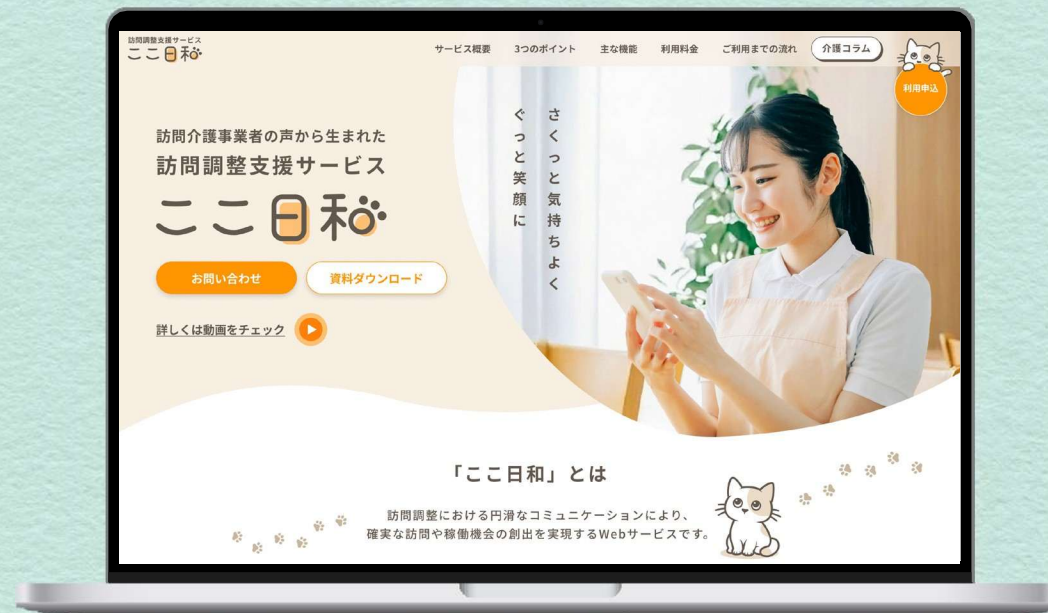 訪問調整支援サービス
ここ日和
サービス概要
3つのポイント
主な機能
利用料金
ご利用までの流れ
介護コラム
利用申込
訪問介護事業者の声から生まれた
訪問調整支援サービス
ここ日和
お問い合わせ
資料ダウンロード
詳しくは動画をチェック
さくっと気持ちよく
ぐっと笑顔に
「ここ日和」とは
訪問調整における円滑なコミュニケーションにより、
確実な訪問や稼働機会の創出を実現するWebサービスです。